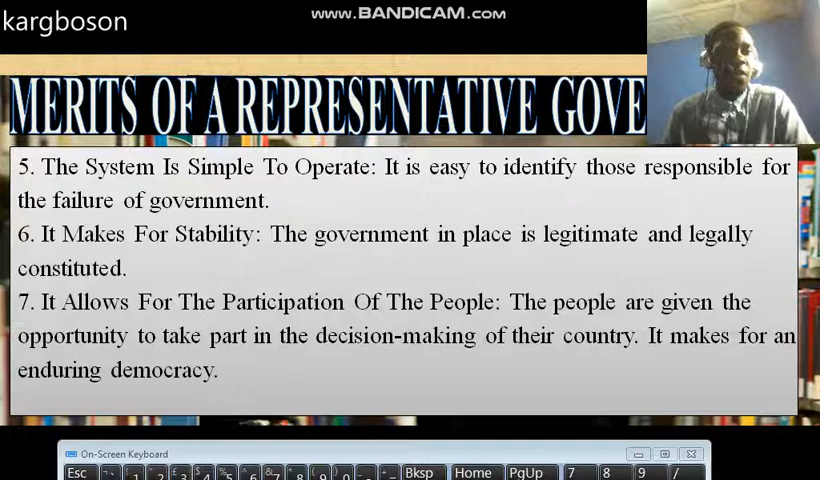 kargboson
WWW.BANDICAM.COM
MERITS OF A REPRESENTATIVE GOVE
5. The System Is Simple To Operate: It is easy to identify those responsible for
the failure of government.
6. It Makes For Stability: The government in place is legitimate and legally
constituted.
7. It Allows For The Participation Of The People: The people are given the
opportunity to take part in the decision-making of their country. It makes for an
enduring democracy.
On-Screen Keyboard
Esc Bksp Home PgUp 7 8 9 /